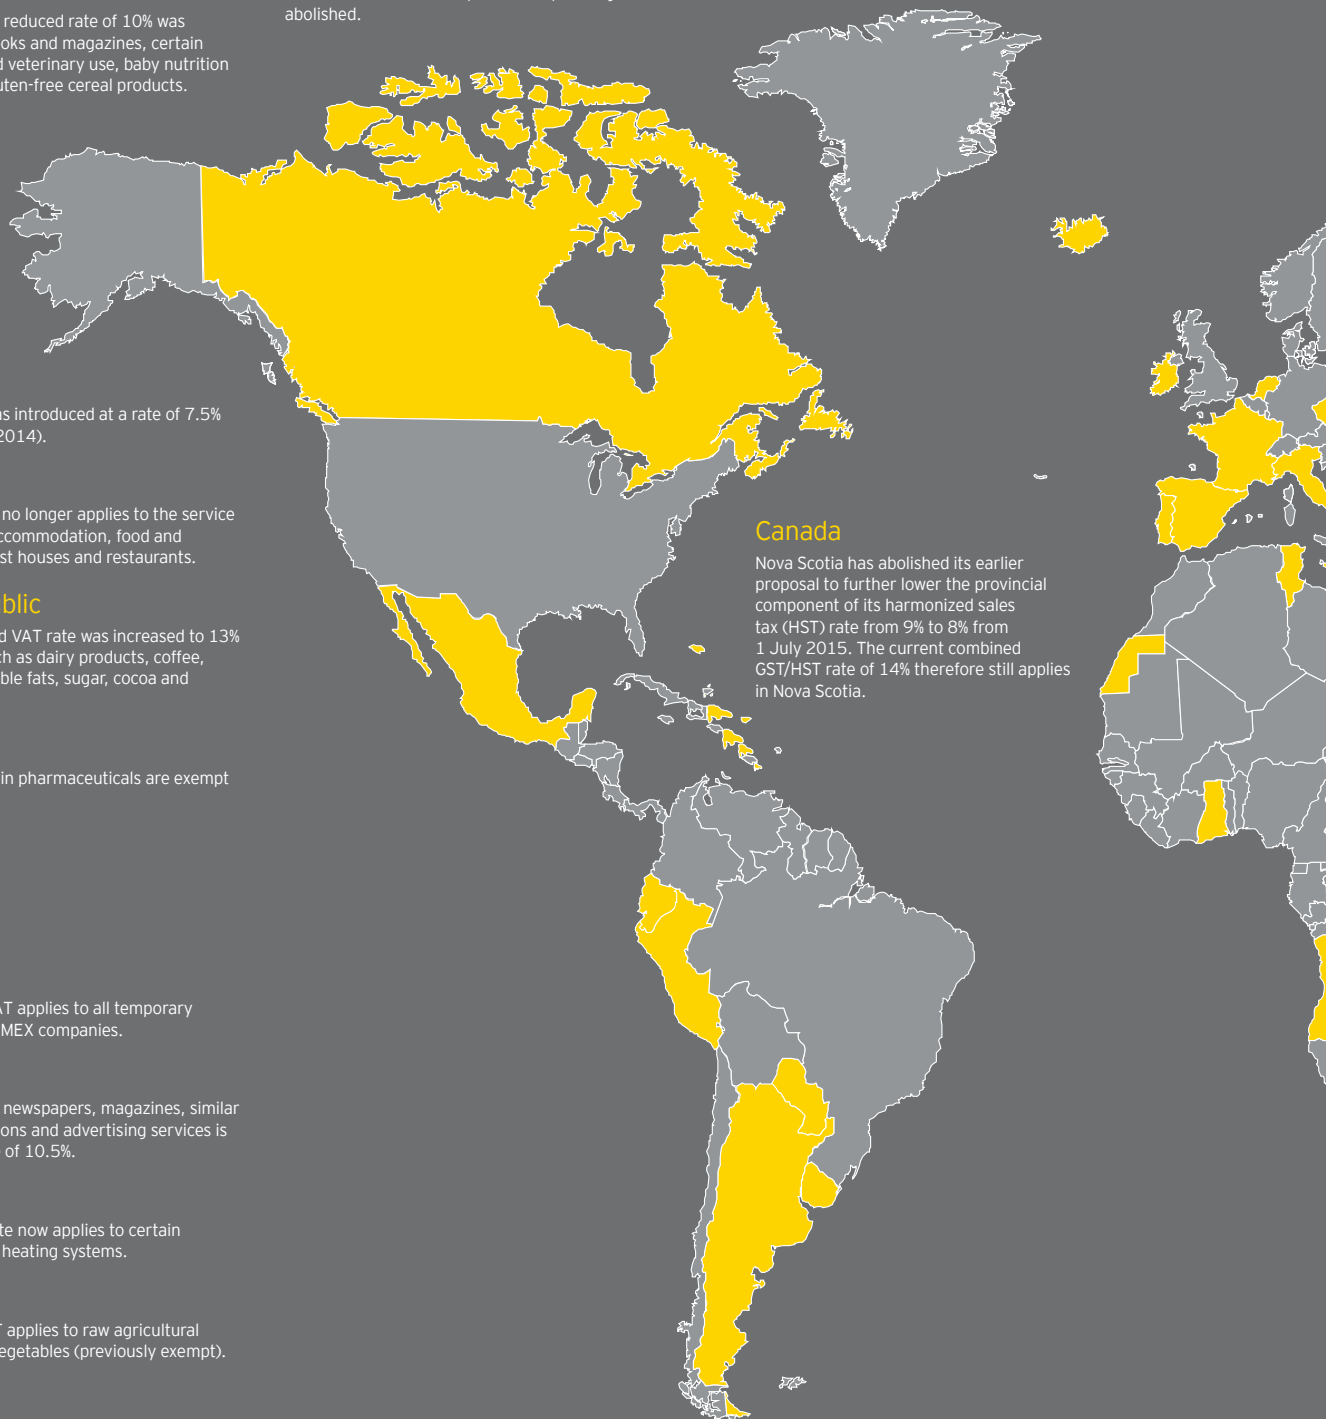 reduced rate of 10% was
oks and magazines, certain
veterinary use, baby nutrition
uten-free cereal products.
abolished.
s introduced at a rate of 7.5%
2014).
no longer applies to the service
ccommodation, food and
st houses and restaurants.
blic
d VAT rate was increased to 13%
ch as dairy products, coffee,
ble fats, sugar, cocoa and
in pharmaceuticals are exempt
AT applies to all temporary
MEX companies.
newspapers, magazines, similar
ons and advertising services is
of 10.5%.
te now applies to certain
heating systems.
T applies to raw agricultural
egetables (previously exempt).
Canada
Nova Scotia has abolished its earlier
proposal to further lower the provincial
component of its harmonized sales
tax (HST) rate from 9% to 8% from
1 July 2015. The current combined
GST/HST rate of 14% therefore still applies
in Nova Scotia.